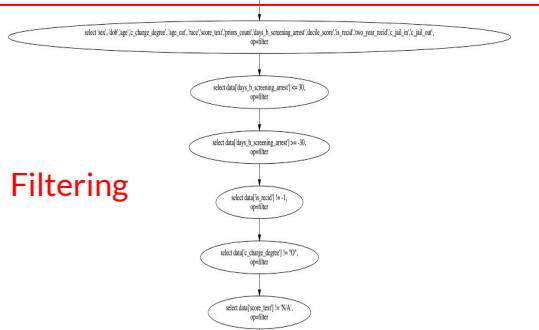 select 'sex', 'dob','age','c_charge_degree', 'age_cat', 'race','score_text','priors_count','days_b_screening_arrest','decile_score','is_recid','two_year_recid','c_jail_in','c_jail_out',
op=filter
select data['days_b_screening_arrest'] <= 30,
op=filter
select data['days_b_screening_arrest'] >= -30,
op=filter
Filtering
select data['is_recid'] != -1,
op=filter
select data['c_charge_degree'] != "O",
op=filter
select data['score_text'] != 'N/A',
op=filter